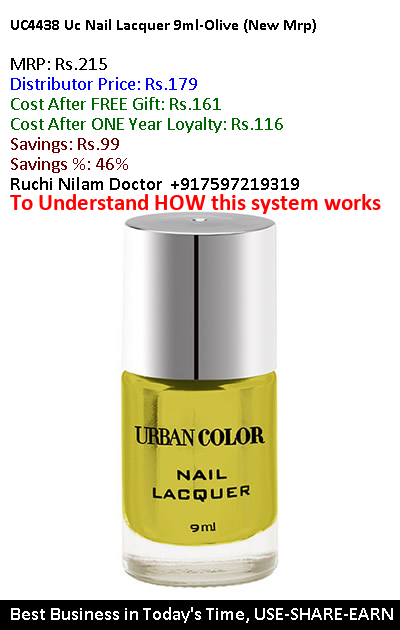 UC4438 Uc Nail Lacquer 9ml-Olive (New Mrp)
MRP: Rs.215
Distributor Price: Rs.179
Cost After FREE Gift: Rs.161
Cost After ONE Year Loyalty: Rs.116
Savings: Rs.99
Savings %: 46%
Ruchi Nilam Doctor +917597219319
To Understand HOW this system works
URBAN COLOR
NAIL
LACQUER
9ml
Best Business in Today's Time, USE-SHARE-EARN